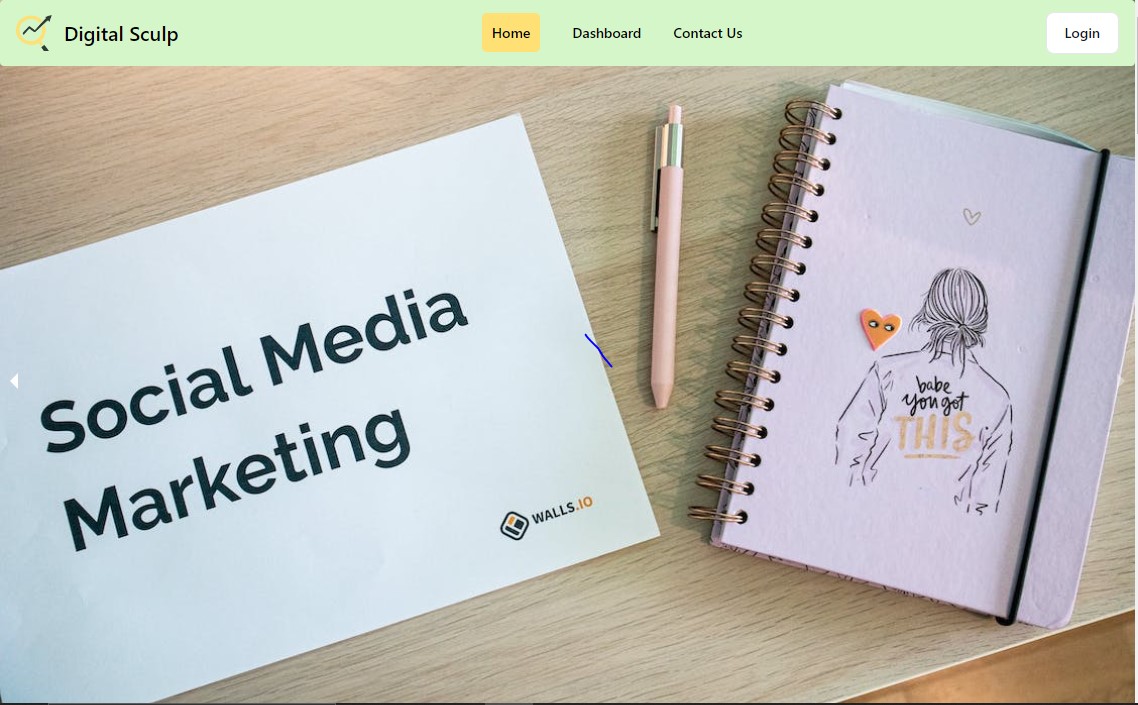 Digital Sculp
Home
Dashboard
Contact Us
Login
Social Media
Marketing
WALLS.IO
babe
you got
THIS